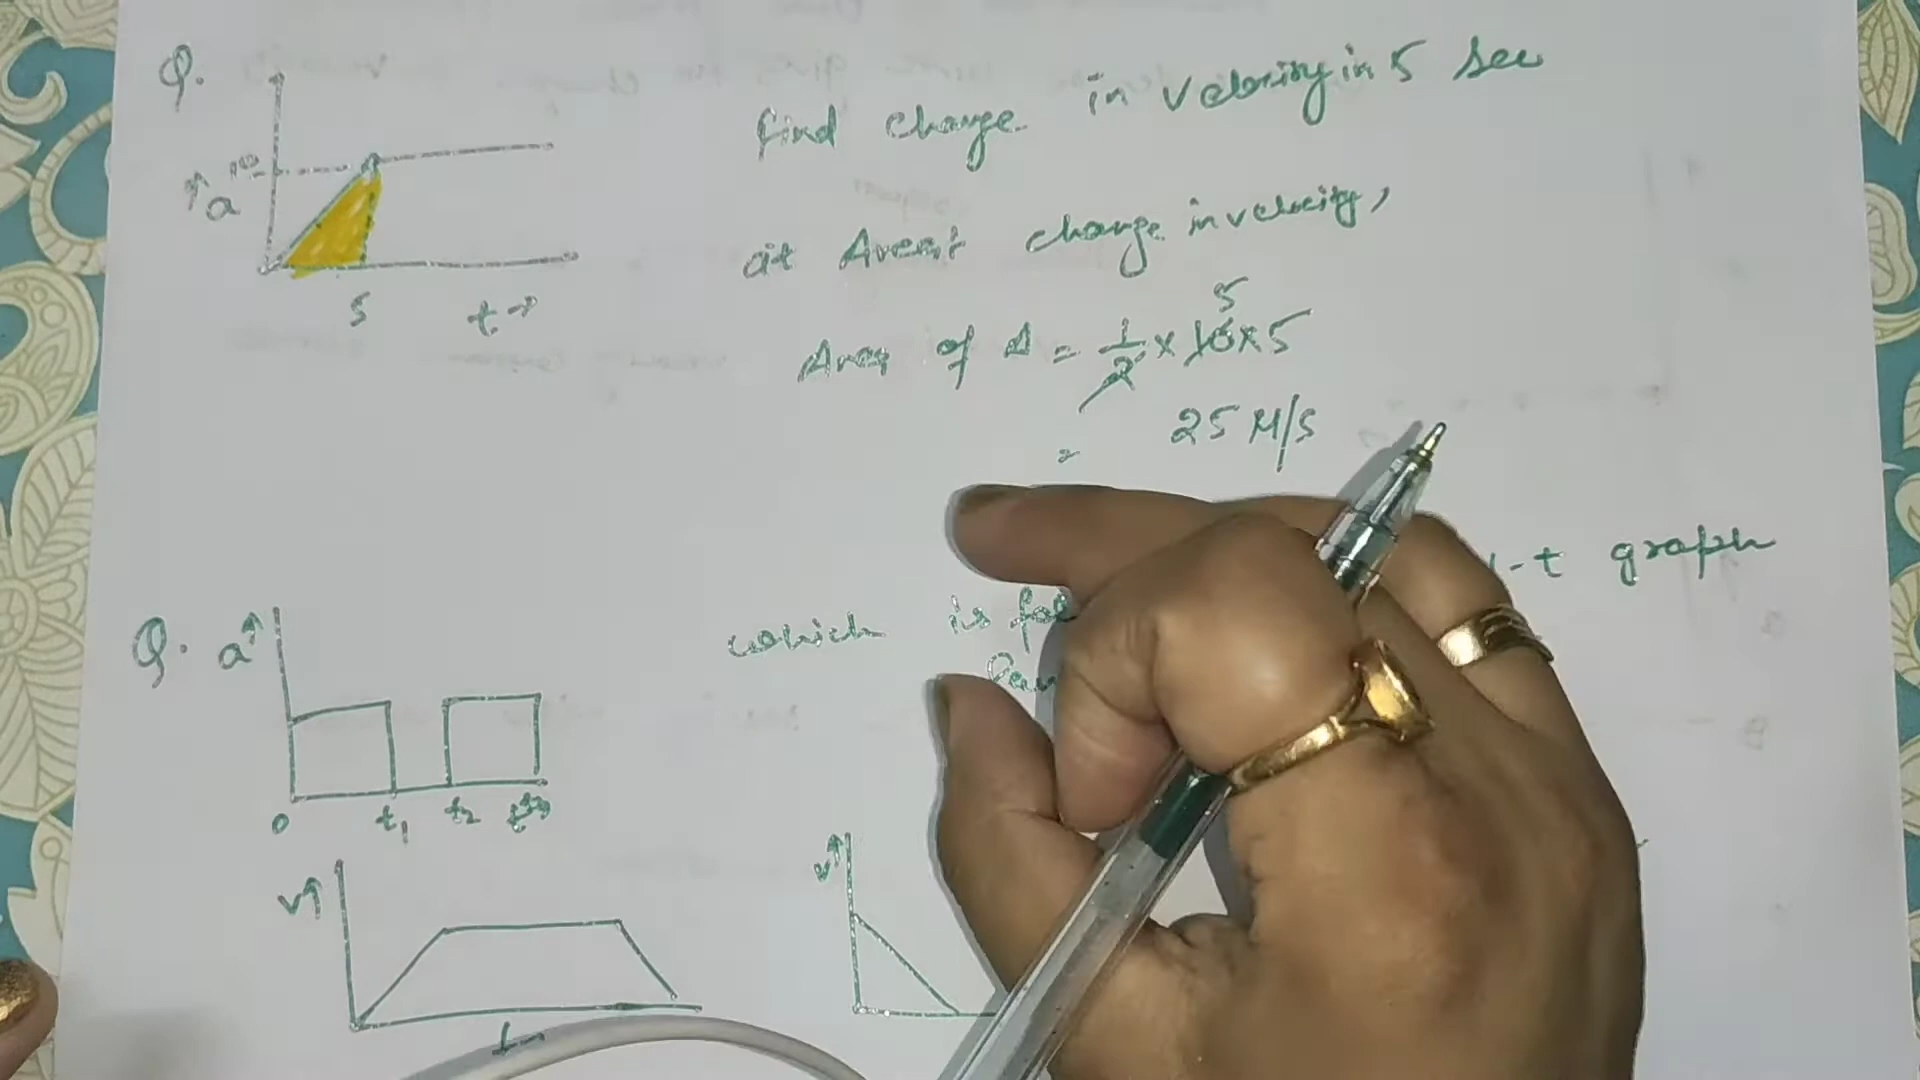 Q.
find change in velocity in 5 sec
↑a 10
5 t→
at Area: change in velocity,
Area of Δ = 1/2 × 10 × 5
5
= 25 M/S
-t graph
which is
Q. a↑
0 t1 t2 t3
v↑
v↑
t→